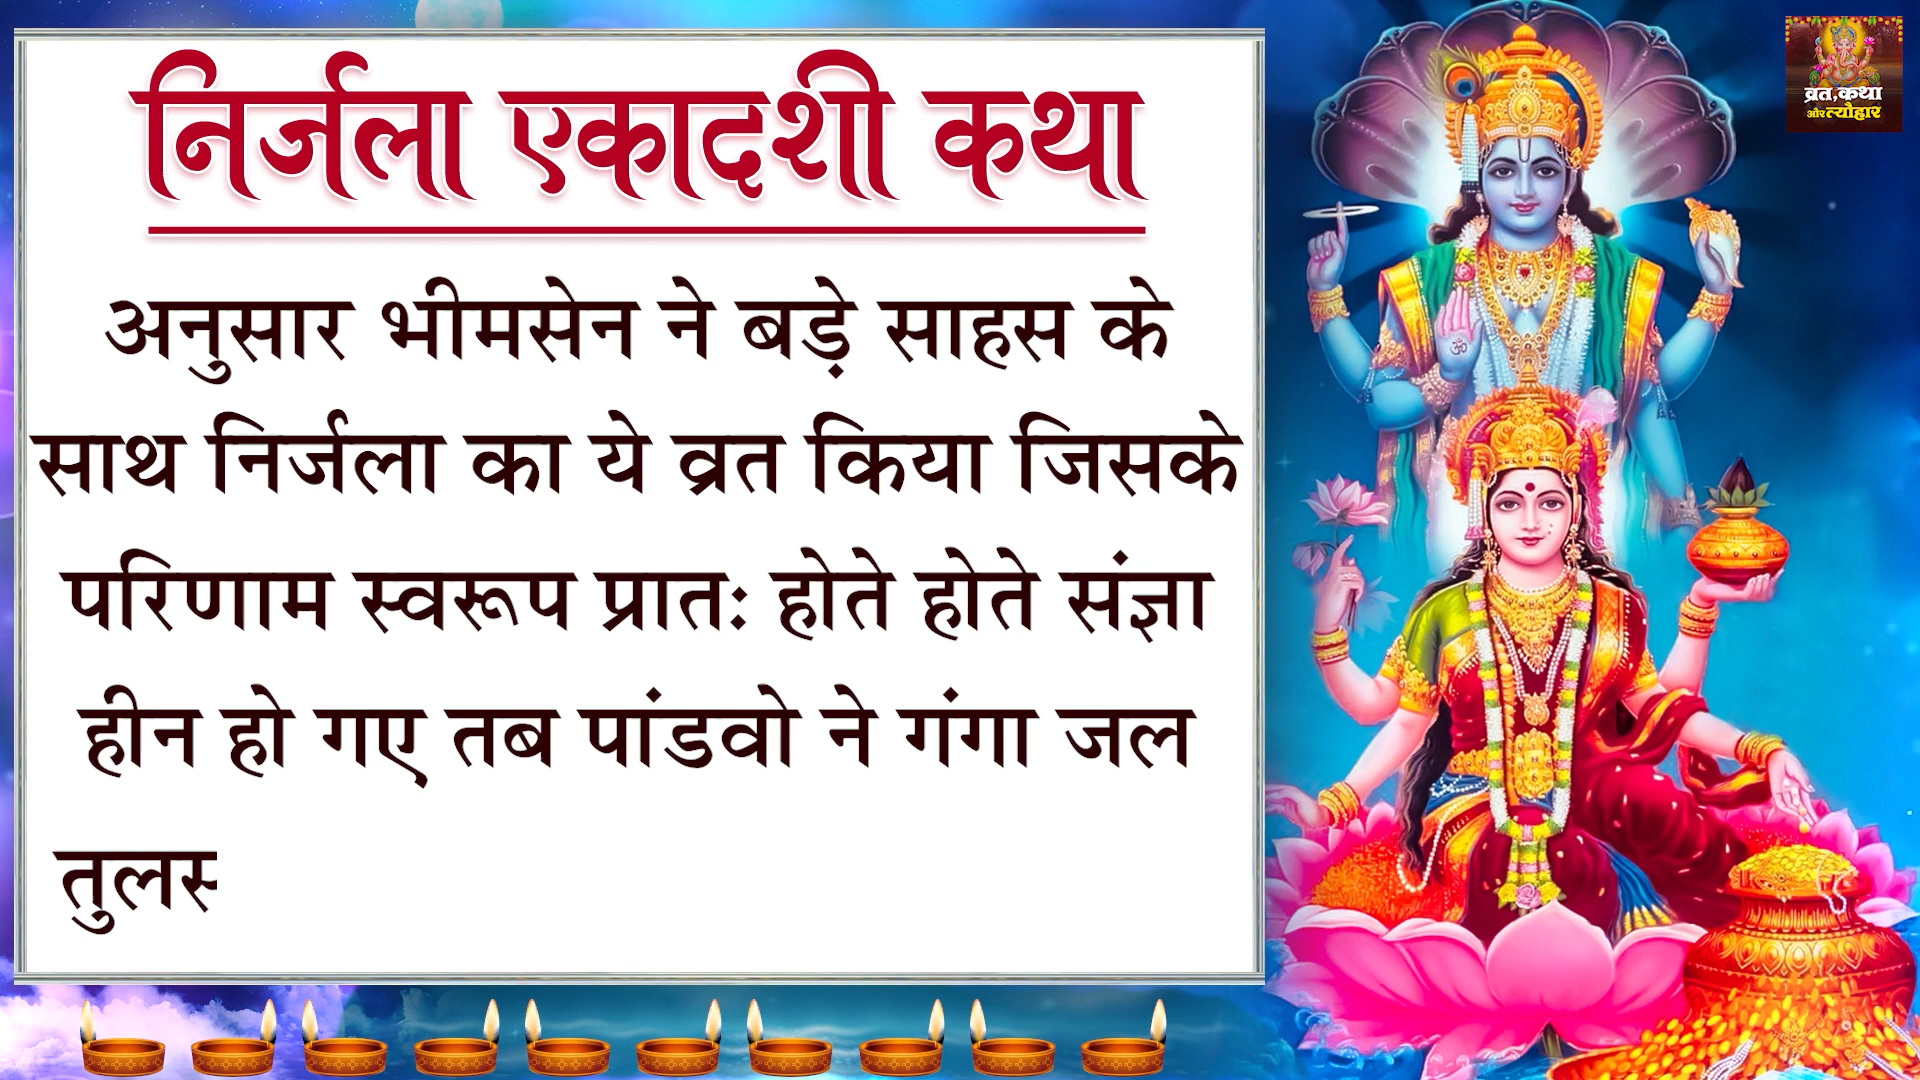 निर्जला एकादशी कथा
अनुसार भीमसेन ने बड़े साहस के
साथ निर्जला का ये व्रत किया जिसके
परिणाम स्वरूप प्रातः होते होते संज्ञा
हीन हो गए तब पांडवो ने गंगा जल
तुलस्
व्रत,कथा
और त्यौहार
ॐ